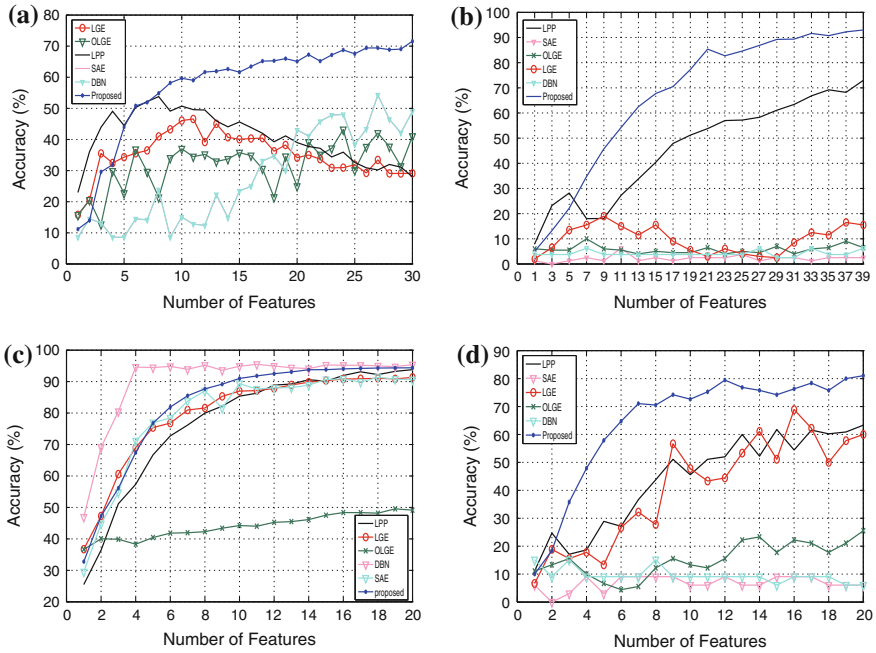 (a)
Accuracy (%)
80
70
60
50
40
30
20
10
0
LGE
OLGE
LPP
SAE
DBN
Proposed
0 5 10 15 20 25 30
Number of Features
(b)
Accuracy (%)
100
90
80
70
60
50
40
30
20
10
0
LPP
SAE
OLGE
LGE
DBN
Proposed
1 3 5 7 9 11 13 15 17 19 21 23 25 27 29 31 33 35 37 39
Number of Features
(c)
Accuracy (%)
100
90
80
70
60
50
40
30
20
LPP
LGE
OLGE
DBN
SAE
proposed
0 2 4 6 8 10 12 14 16 18 20
Number of Features
(d)
Accuracy (%)
90
80
70
60
50
40
30
20
10
0
LPP
SAE
LGE
OLGE
DBN
Proposed
0 2 4 6 8 10 12 14 16 18 20
Number of Features